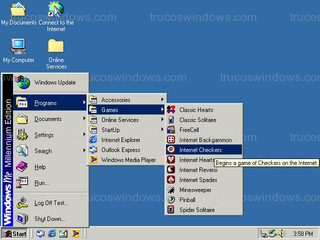 trucoswindows.com
trucoswindows.com
My Documents
Connect to the
Internet
My Computer
Online
Services
Windows Update
Programs
Documents
Settings
Search
Help
Run...
Log Off Test...
Shut Down...
Windows Me Millennium Edition
Accessories
Games
Online Services
StartUp
Internet Explorer
Outlook Express
Windows Media Player
Classic Hearts
Classic Solitaire
FreeCell
Internet Backgammon
Internet Checkers
Internet Hearts
Internet Reversi
Internet Spades
Minesweeper
Pinball
Spider Solitaire
Begins a game of Checkers on the Internet
trucoswindows.com
trucoswindows.com
Start
3:58 PM